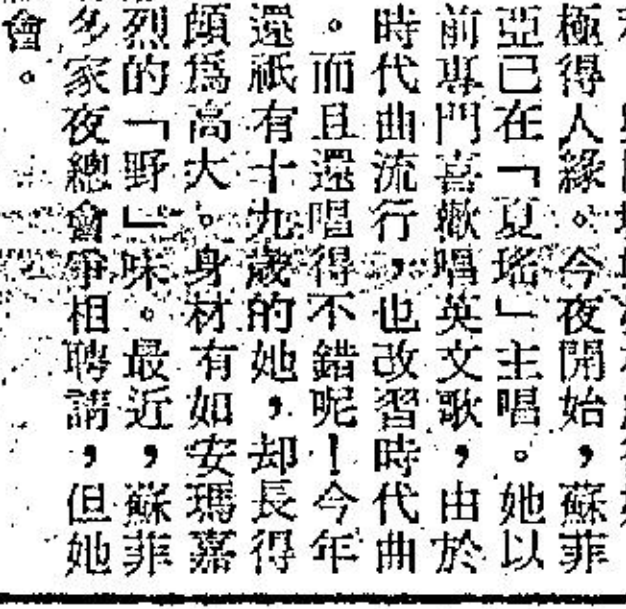 極得人緣。今夜開始，蘇菲
亞已在「夏瑤」主唱。她以
前專門喜歡唱英文歌，由於
時代曲流行，也改習時代曲
。而且還唱得不錯呢！今年
還祇有十九歲的她，却長得
頗爲高大。身材有如安瑪嘉
烈的「野」味。最近，蘇菲
多家夜總會爭相聘請，但她
會。